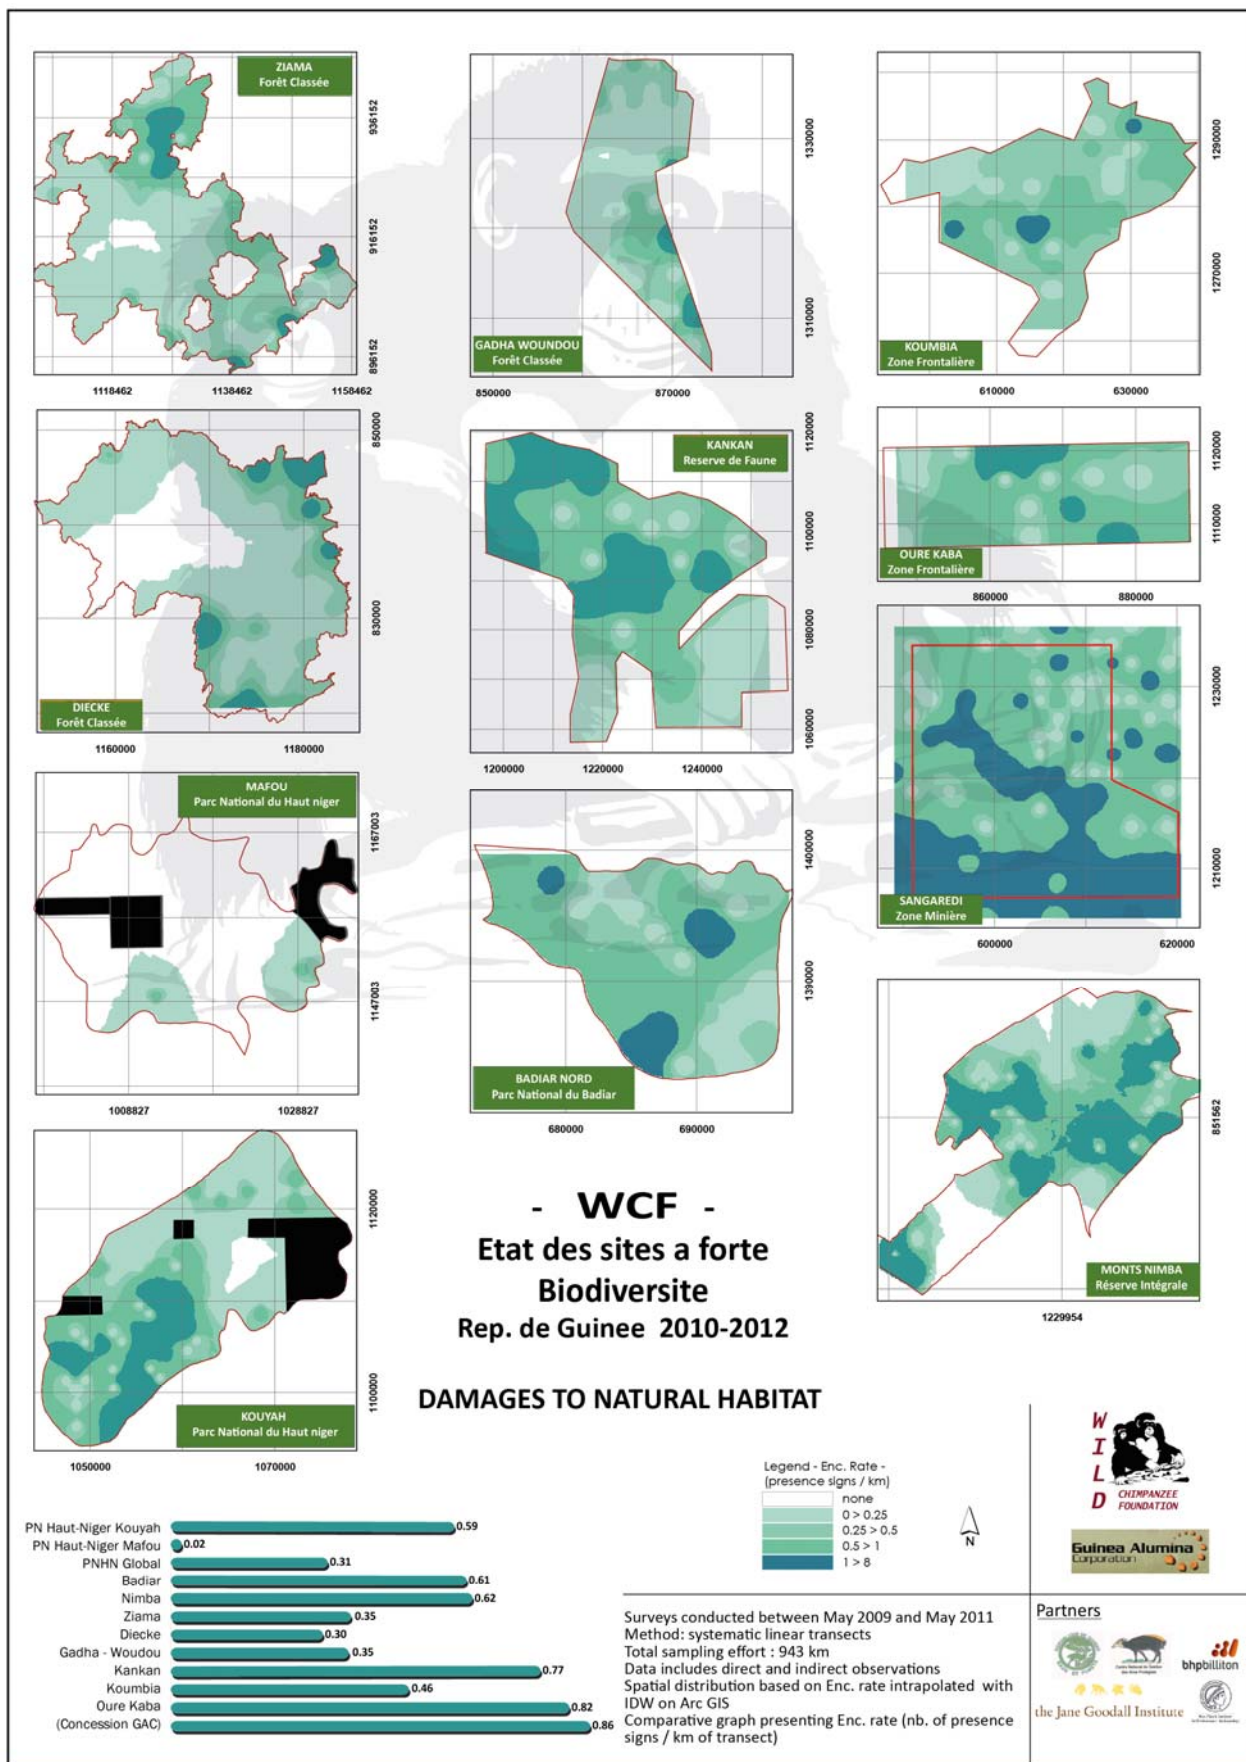 ZIAMA
Forêt Classée
936152
916152
896152
1118462
1138462
1158462
GADHA WOUNDOU
Forêt Classée
1330000
1310000
850000
870000
KOUMBIA
Zone Frontalière
1290000
1270000
610000
630000
DIECKE
Forêt Classée
850000
830000
1160000
1180000
KANKAN
Reserve de Faune
1120000
1100000
1080000
1060000
1200000
1220000
1240000
OURE KABA
Zone Frontalière
1120000
1110000
860000
880000
SANGAREDI
Zone Minière
1230000
1210000
600000
620000
MAFOU
Parc National du Haut niger
1167003
1147003
1008827
1028827
BADIAR NORD
Parc National du Badiar
1400000
1390000
680000
690000
MONTS NIMBA
Réserve Intégrale
851562
1229954
KOUYAH
Parc National du Haut niger
1120000
1100000
1050000
1070000
- WCF -
Etat des sites a forte
Biodiversite
Rep. de Guinee 2010-2012
DAMAGES TO NATURAL HABITAT
Legend - Enc. Rate -
(presence signs / km)
none
0 > 0.25
0.25 > 0.5
0.5 > 1
1 > 8
N
WILD
CHIMPANZEE
FOUNDATION
Guinea Alumina
Corporation
PN Haut-Niger Kouyah 0.59
PN Haut-Niger Mafou 0.02
PNHN Global 0.31
Badiar 0.61
Nimba 0.62
Ziama 0.35
Diecke 0.30
Gadha - Woudou 0.35
Kankan 0.77
Koumbia 0.46
Oure Kaba 0.82
(Concession GAC) 0.86
Surveys conducted between May 2009 and May 2011
Method: systematic linear transects
Total sampling effort : 943 km
Data includes direct and indirect observations
Spatial distribution based on Enc. rate intrapolated with
IDW on Arc GIS
Comparative graph presenting Enc. rate (nb. of presence
signs / km of transect)
Partners
bhpbilliton
the Jane Goodall Institute